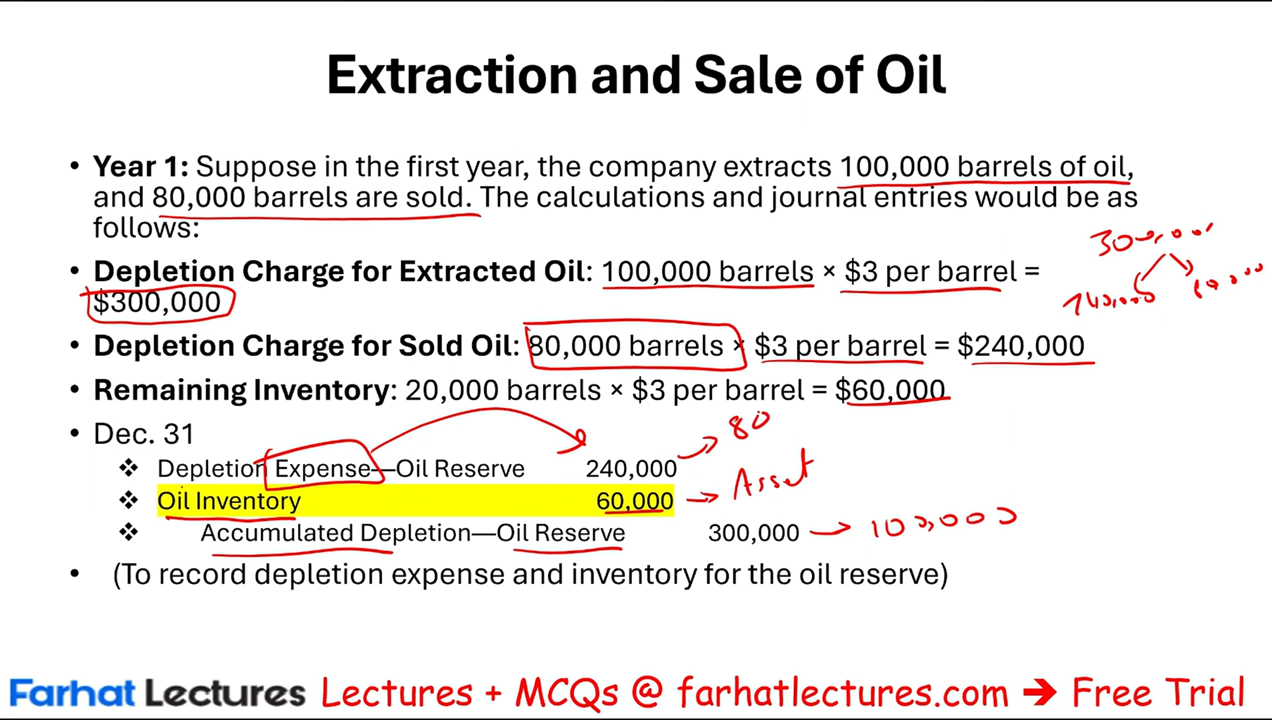 Extraction and Sale of Oil
• Year 1: Suppose in the first year, the company extracts 100,000 barrels of oil,
and 80,000 barrels are sold. The calculations and journal entries would be as
follows:
300,000
• Depletion Charge for Extracted Oil: 100,000 barrels × $3 per barrel =
$300,000
240,000
• Depletion Charge for Sold Oil: 80,000 barrels × $3 per barrel = $240,000
• Remaining Inventory: 20,000 barrels × $3 per barrel = $60,000
• Dec. 31
80
❖ Depletion Expense—Oil Reserve 240,000
Asset
❖ Oil Inventory 60,000
❖ Accumulated Depletion—Oil Reserve 300,000 → 100,000
• (To record depletion expense and inventory for the oil reserve)
Farhat Lectures Lectures + MCQs @ farhatlectures.com ➔ Free Trial